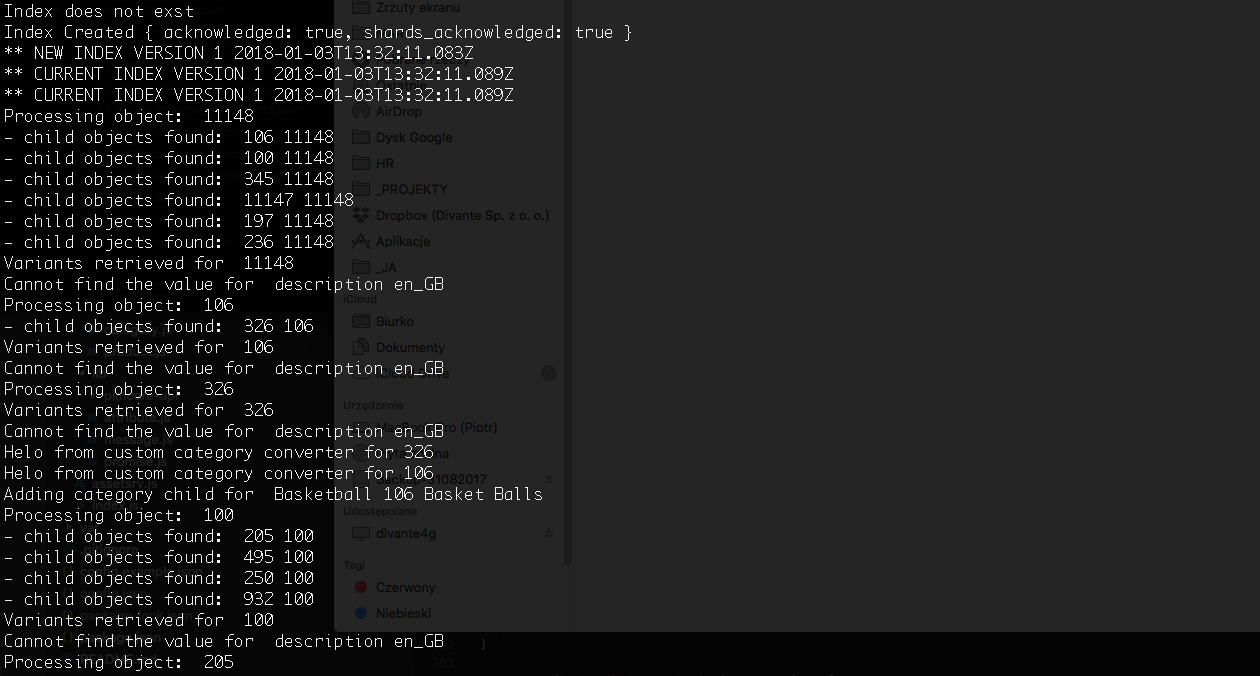 Index does not exst
Index Created { acknowledged: true, shards_acknowledged: true }
** NEW INDEX VERSION 1 2018-01-03T13:32:11.083Z
** CURRENT INDEX VERSION 1 2018-01-03T13:32:11.089Z
** CURRENT INDEX VERSION 1 2018-01-03T13:32:11.089Z
Processing object:  11148
- child objects found:  106 11148
- child objects found:  100 11148
- child objects found:  345 11148
- child objects found:  11147 11148
- child objects found:  197 11148
- child objects found:  236 11148
Variants retrieved for  11148
Cannot find the value for  description en_GB
Processing object:  106
- child objects found:  326 106
Variants retrieved for  106
Cannot find the value for  description en_GB
Processing object:  326
Variants retrieved for  326
Cannot find the value for  description en_GB
Helo from custom category converter for 326
Helo from custom category converter for 106
Adding category child for  Basketball 106 Basket Balls
Processing object:  100
- child objects found:  205 100
- child objects found:  495 100
- child objects found:  250 100
- child objects found:  932 100
Variants retrieved for  100
Cannot find the value for  description en_GB
Processing object:  205
Zrzuty ekranu
AirDrop
Dysk Google
HR
_PROJEKTY
Dropbox (Divante Sp. z o. o.)
Aplikacje
_JA
iCloud
Biurko
Dokumenty
Urządzenia
MacBook Pro (Piotr)
Udostępniane
divante4g
Tagi
Czerwony
Niebieski
message.js
]
393